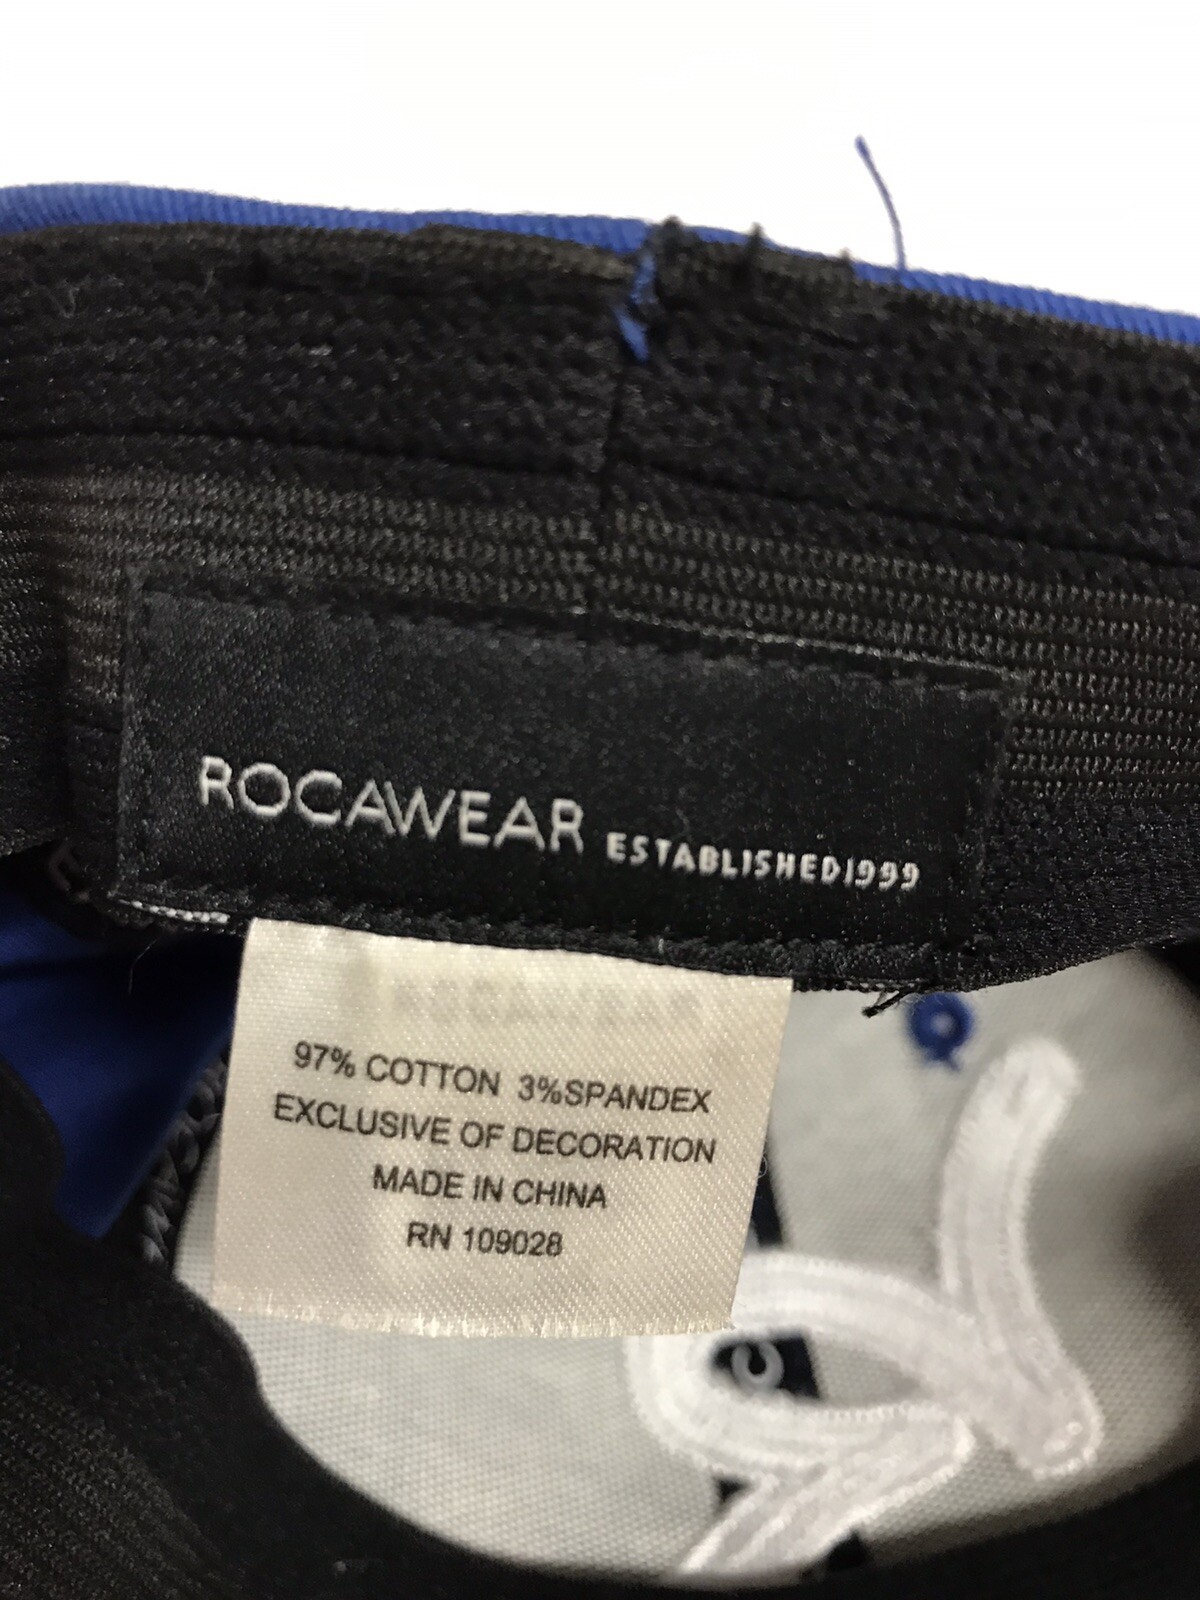 ROCAWEAR ESTABLISHED1999
97% COTTON 3%SPANDEX
EXCLUSIVE OF DECORATION
MADE IN CHINA
RN 109028